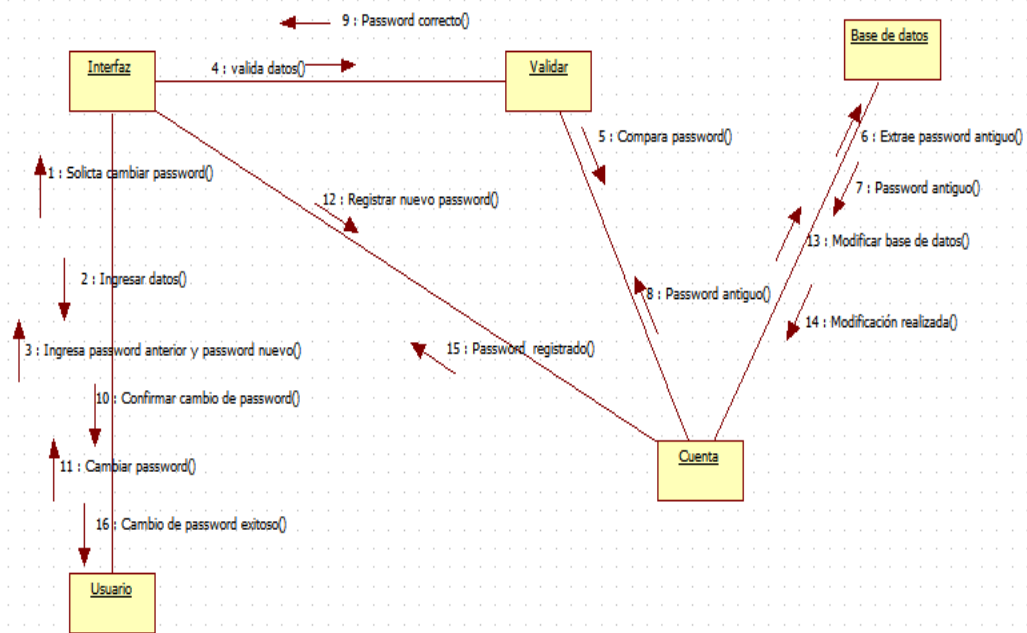 9 : Password correcto()
Base de datos
Interfaz
4 : valida datos()
Validar
5 : Compara password()
6 : Extrae password antiguo()
1 : Solicta cambiar password()
7 : Password antiguo()
12 : Registrar nuevo password()
13 : Modificar base de datos()
2 : Ingresar datos()
8 : Password antiguo()
14 : Modificación realizada()
3 : Ingresa password anterior y password nuevo()
15 : Password registrado()
10 : Confirmar cambio de password()
11 : Cambiar password()
Cuenta
16 : Cambio de password exitoso()
Usuario